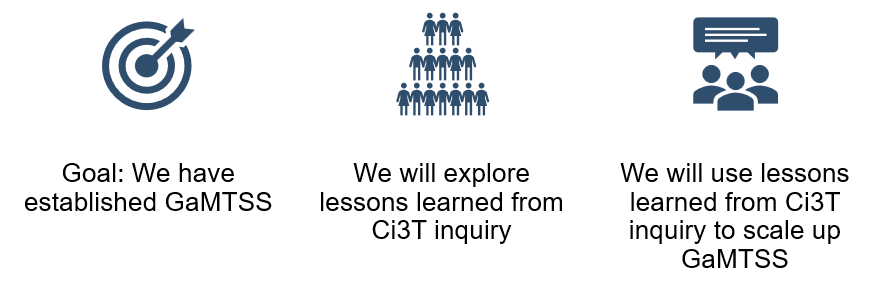 Goal: We have
established GaMTSS
We will explore
lessons learned from
Ci3T inquiry
We will use lessons
learned from Ci3T
inquiry to scale up
GaMTSS